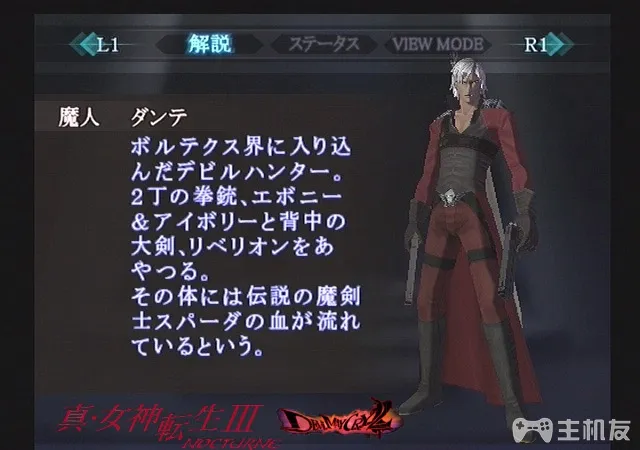 L1 解説 ステータス VIEW MODE R1
魔人 ダンテ
ボルテクス界に入り込
んだデビルハンター。
2丁の拳銃、エボニー
&アイボリーと背中の
大剣、リベリオンをあ
やつる。
その体には伝説の魔剣
士スパーダの血が流れ
ているという。
真・女神転生III
NOCTURNE
DEVIL MAY CRY 2
主机友